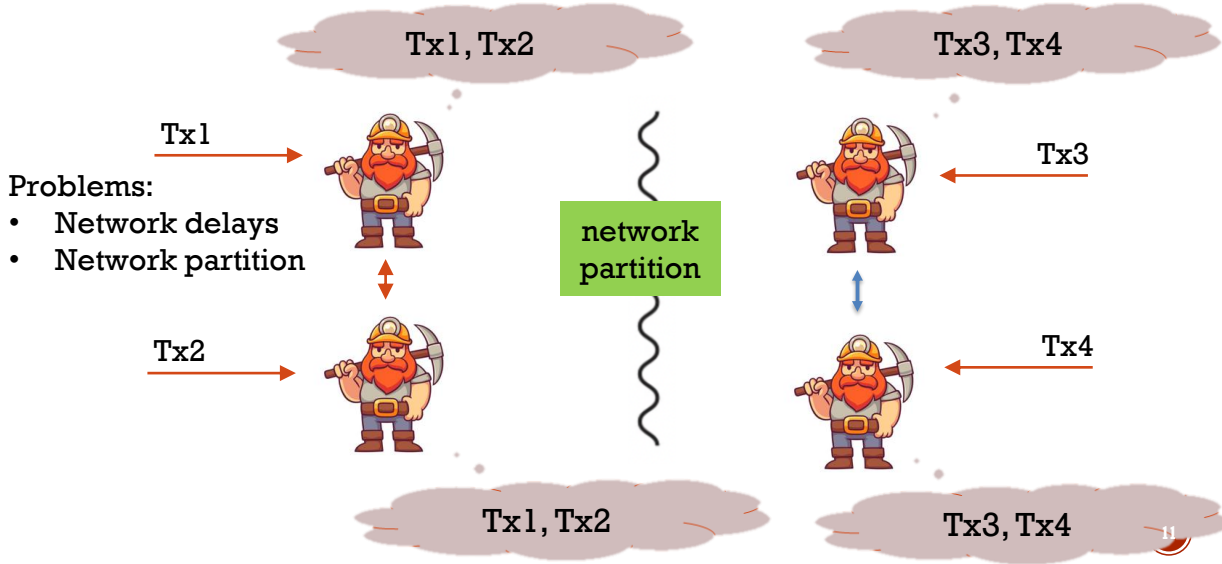 Tx1, Tx2
Tx3, Tx4
Tx1
Tx3
Problems:
• Network delays
• Network partition
network
partition
Tx2
Tx4
Tx1, Tx2
Tx3, Tx4
11